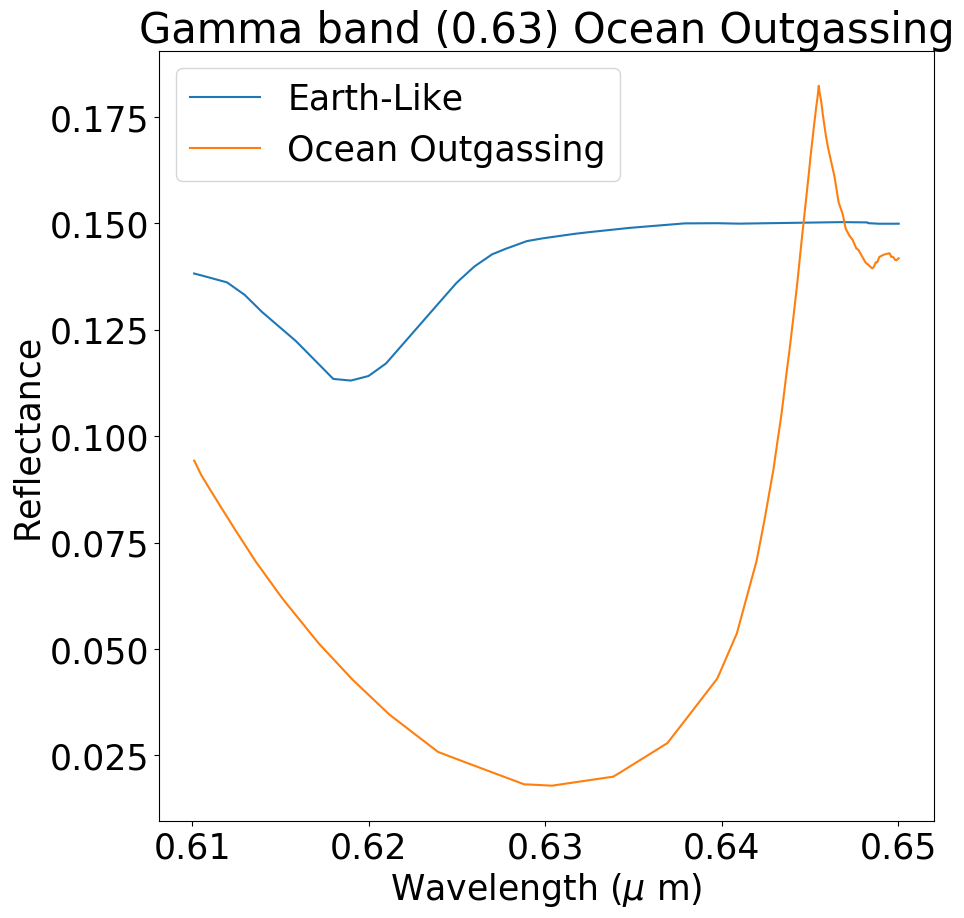 Gamma band (0.63) Ocean Outgassing
Earth-Like
Ocean Outgassing
Reflectance
0.175
0.150
0.125
0.100
0.075
0.050
0.025
0.61 0.62 0.63 0.64 0.65
Wavelength (μ m)